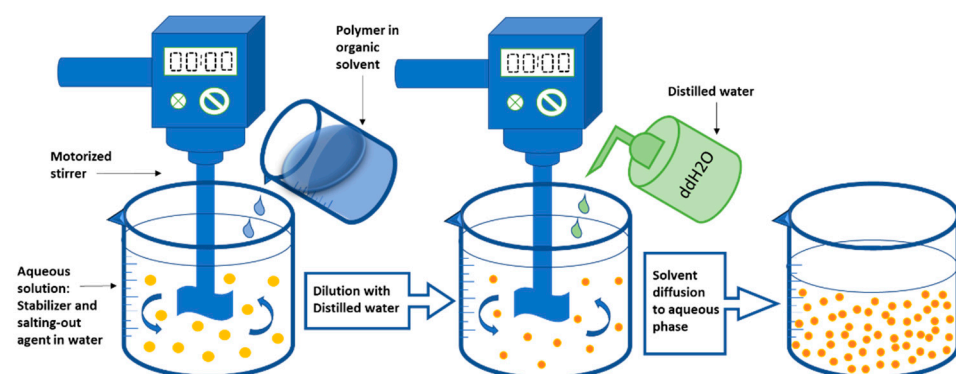 00:00
Polymer in
organic
solvent
Motorized
stirrer
Aqueous
solution:
Stabilizer and
salting-out
agent in water
Dilution with
Distilled water
00:00
Distilled water
ddH2O
Solvent
diffusion
to aqueous
phase